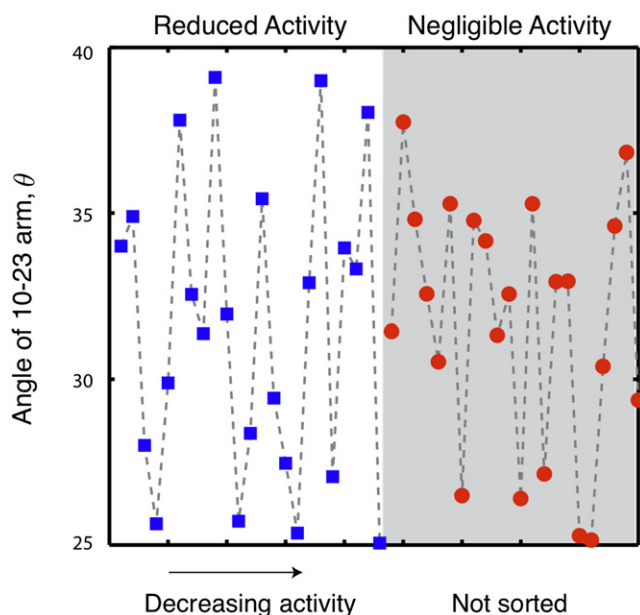 Reduced Activity
Negligible Activity
40
35
30
25
Angle of 10-23 arm, θ
Decreasing activity
Not sorted